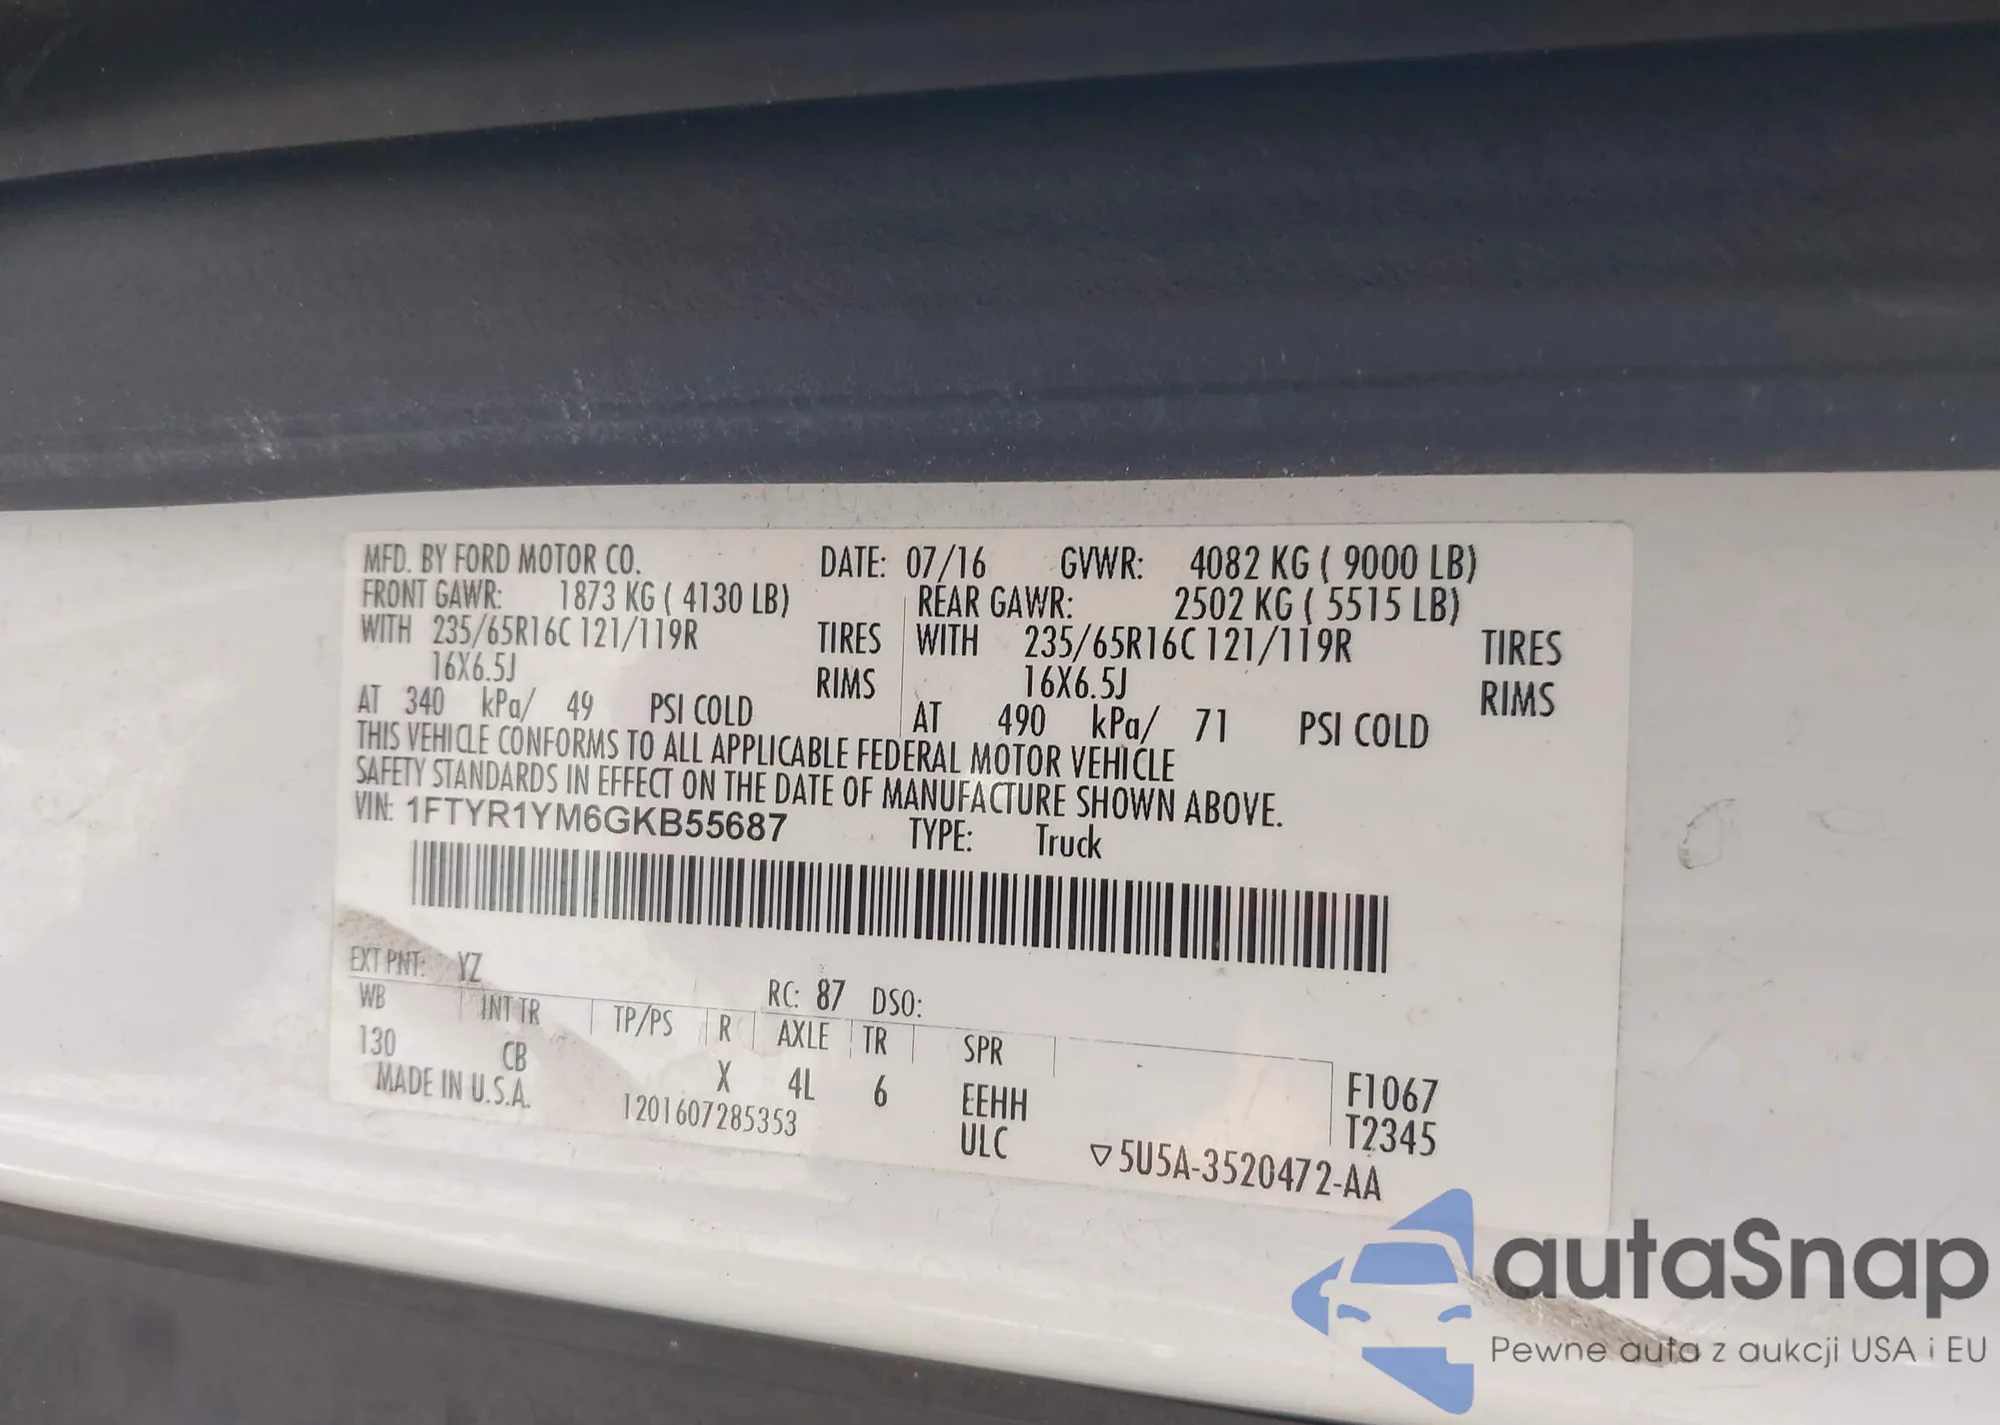 MFD. BY FORD MOTOR CO. DATE: 07/16 GVWR: 4082 KG ( 9000 LB)
FRONT GAWR: 1873 KG ( 4130 LB) REAR GAWR: 2502 KG ( 5515 LB)
WITH 235/65R16C 121/119R TIRES WITH 235/65R16C 121/119R TIRES
16X6.5J RIMS 16X6.5J RIMS
AT 340 kPa/ 49 PSI COLD AT 490 kPa/ 71 PSI COLD
THIS VEHICLE CONFORMS TO ALL APPLICABLE FEDERAL MOTOR VEHICLE
SAFETY STANDARDS IN EFFECT ON THE DATE OF MANUFACTURE SHOWN ABOVE.
VIN: 1FTYR1YM6GKB55687 TYPE: Truck
EXT PNT: YZ RC: 87 DSO:
WB INT TR TP/PS R AXLE TR SPR
130 CB X 4L 6 EEHH F1067
MADE IN U.S.A. 1201607285353 ULC T2345
▽5U5A-3520472-AA
autaSnap
Pewne auta z aukcji USA i EU